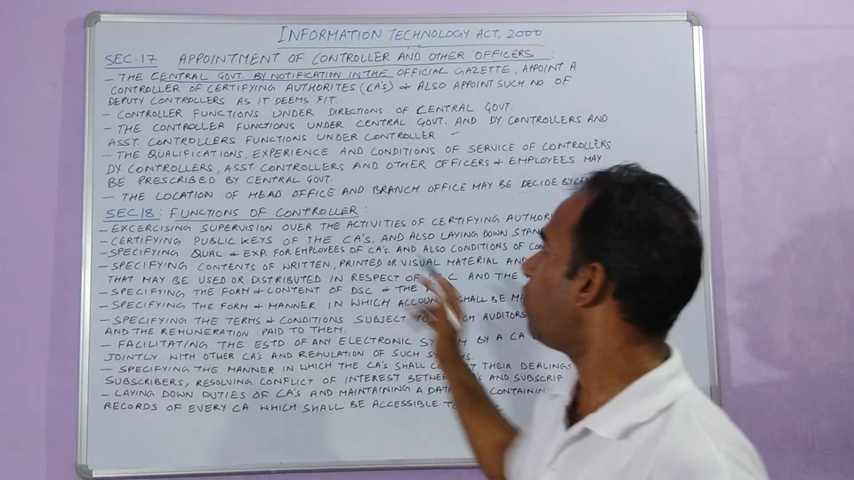 INFORMATION TECHNOLOGY ACT, 2000
SEC.17 APPOINTMENT OF CONTROLLER AND OTHER OFFICERS :
- THE CENTRAL GOVT BY NOTIFICATION IN THE OFFICIAL GAZETTE, APPOINT A
CONTROLLER OF CERTIFYING AUTHORITES (CA'S) & ALSO APPOINT SUCH NO OF
DEPUTY CONTROLLERS AS IT DEEMS FIT.
- CONTROLLER FUNCTIONS UNDER DIRECTIONS OF CENTRAL GOVT.
- THE CONTROLLER FUNCTIONS UNDER CENTRAL GOVT. AND DY CONTROLLERS AND
ASST. CONTROLLERS FUNCTIONS UNDER CONTROLLER
- THE QUALIFICATIONS, EXPERIENCE AND CONDITIONS OF SERVICE OF CONTROLLERS
DY CONTROLLERS, ASST. CONTROLLERS AND OTHER OFFICERS & EMPLOYEES MAY
BE PRESCRIBED BY CENTRAL GOVT.
- THE LOCATION OF HEAD OFFICE AND BRANCH OFFICE MAY BE DECIDE BY
SEC.18 : FUNCTIONS OF CONTROLLER :
- EXCERCISING SUPERVISION OVER THE ACTIVITIES OF CERTIFYING
- CERTIFYING PUBLIC KEYS OF THE CA'S. AND ALSO LAYING DOWN
- SPECIFYING QUAL & EXP. FOR EMPLOYEES OF CA'S. AND ALSO CONDITIONS OF
- SPECIFYING CONTENTS OF WRITTEN, PRINTED OR VISUAL MATERIAL AND
THAT MAY BE USED OR DISTRIBUTED IN RESPECT OF AND THE
- SPECIFYING THE FORM & CONTENT OF DSC & THE
- SPECIFYING THE FORM & MANNER IN WHICH SHALL BE
- SPECIFYING THE TERMS & CONDITIONS SUBJECT AUDITORS
AND THE REMUNERATION PAID TO THEM.
- FACILITATING THE ESTD OF ANY ELECTRONIC BY A CA
JOINTLY WITH OTHER CA'S AND REGULATION OF SUCH
- SPECIFYING THE MANNER IN WHICH THE CA'S SHALL THEIR DEALINGS
SUBSCRIBERS, RESOLVING CONFLICT OF INTEREST AND
- LAYING DOWN DUTIES OF CA'S AND MAINTAINING A
RECORDS OF EVERY CA WHICH SHALL BE ACCESSIBLE